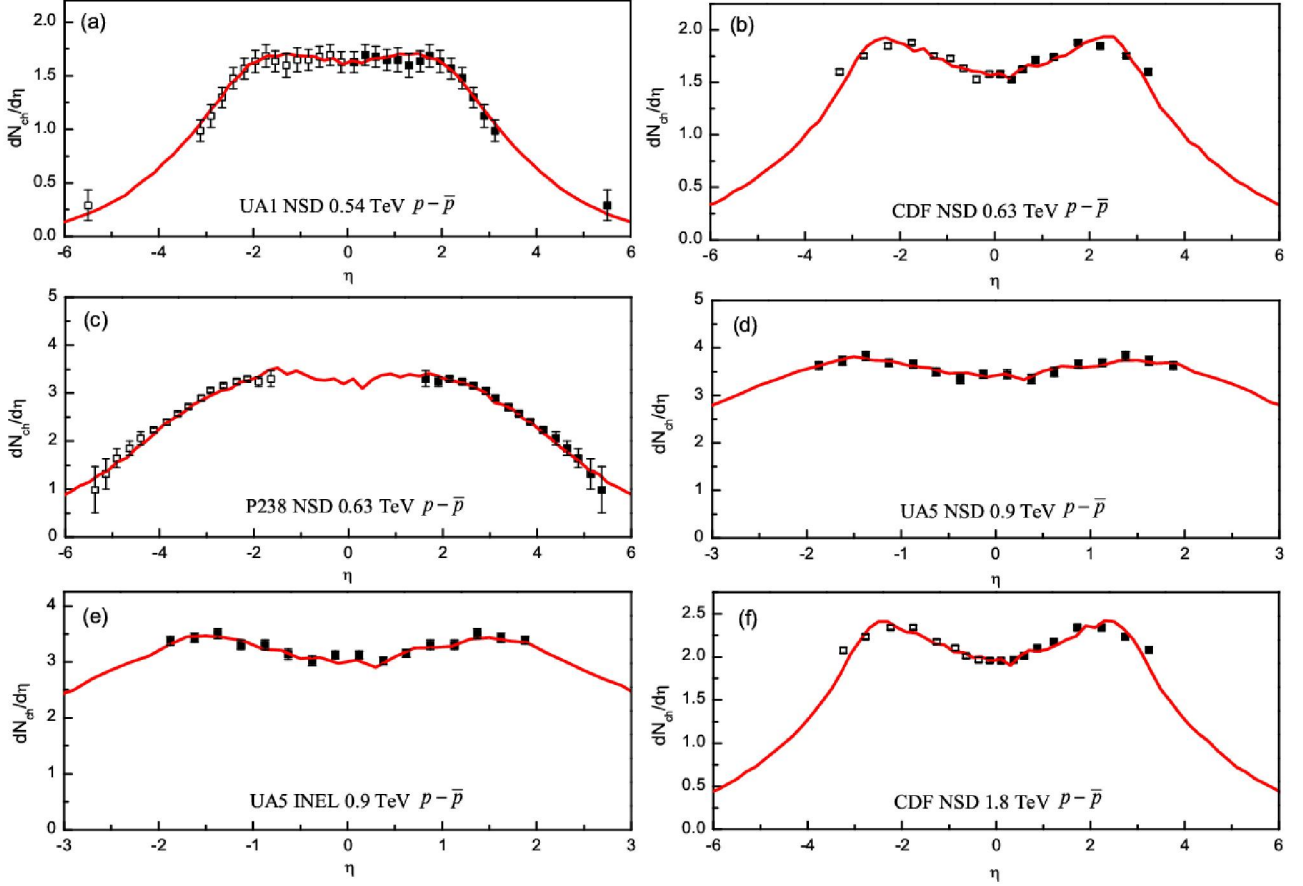 (a)
2.0
1.5
1.0
0.5
0.0
dN_ch/dη
UA1 NSD 0.54 TeV p − p̅
-6 -4 -2 0 2 4 6
η
(b)
2.0
1.5
1.0
0.5
0.0
dN_ch/dη
CDF NSD 0.63 TeV p − p̅
-6 -4 -2 0 2 4 6
η
(c)
5
4
3
2
1
0
dN_ch/dη
P238 NSD 0.63 TeV p − p̅
-6 -4 -2 0 2 4 6
η
(d)
5
4
3
2
1
0
dN_ch/dη
UA5 NSD 0.9 TeV p − p̅
-3 -2 -1 0 1 2 3
η
(e)
4
3
2
1
0
dN_ch/dη
UA5 INEL 0.9 TeV p − p̅
-3 -2 -1 0 1 2 3
η
(f)
2.5
2.0
1.5
1.0
0.5
0.0
dN_ch/dη
CDF NSD 1.8 TeV p − p̅
-6 -4 -2 0 2 4 6
η